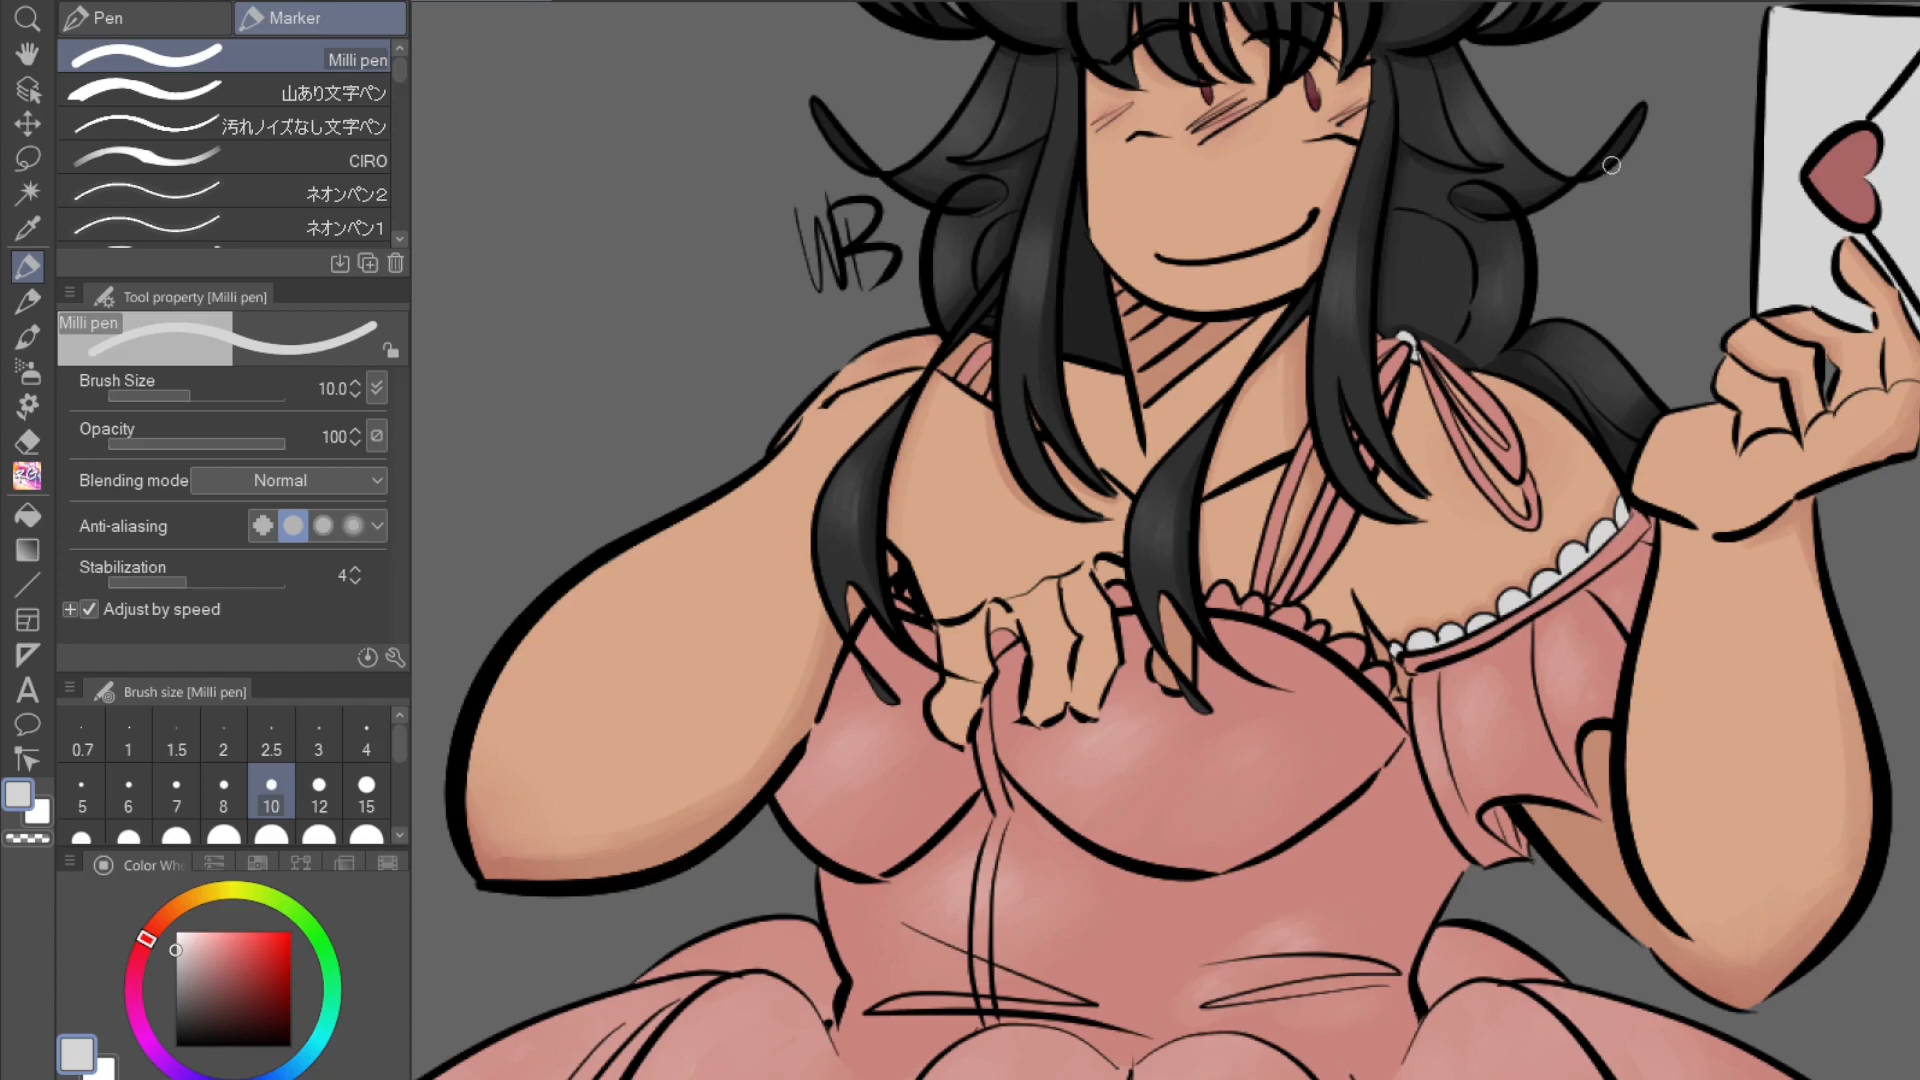 Pen
Marker
Milli pen
山あり文字ペン
汚れノイズなし文字ペン
CIRO
ネオンペン2
ネオンペン1
Tool property [Milli pen]
Milli pen
Brush Size 10.0
Opacity 100
Blending mode Normal
Anti-aliasing
Stabilization 4
Adjust by speed
Brush size [Milli pen]
0.7 1 1.5 2 2.5 3 4
5 6 7 8 10 12 15
Color Whe
WB